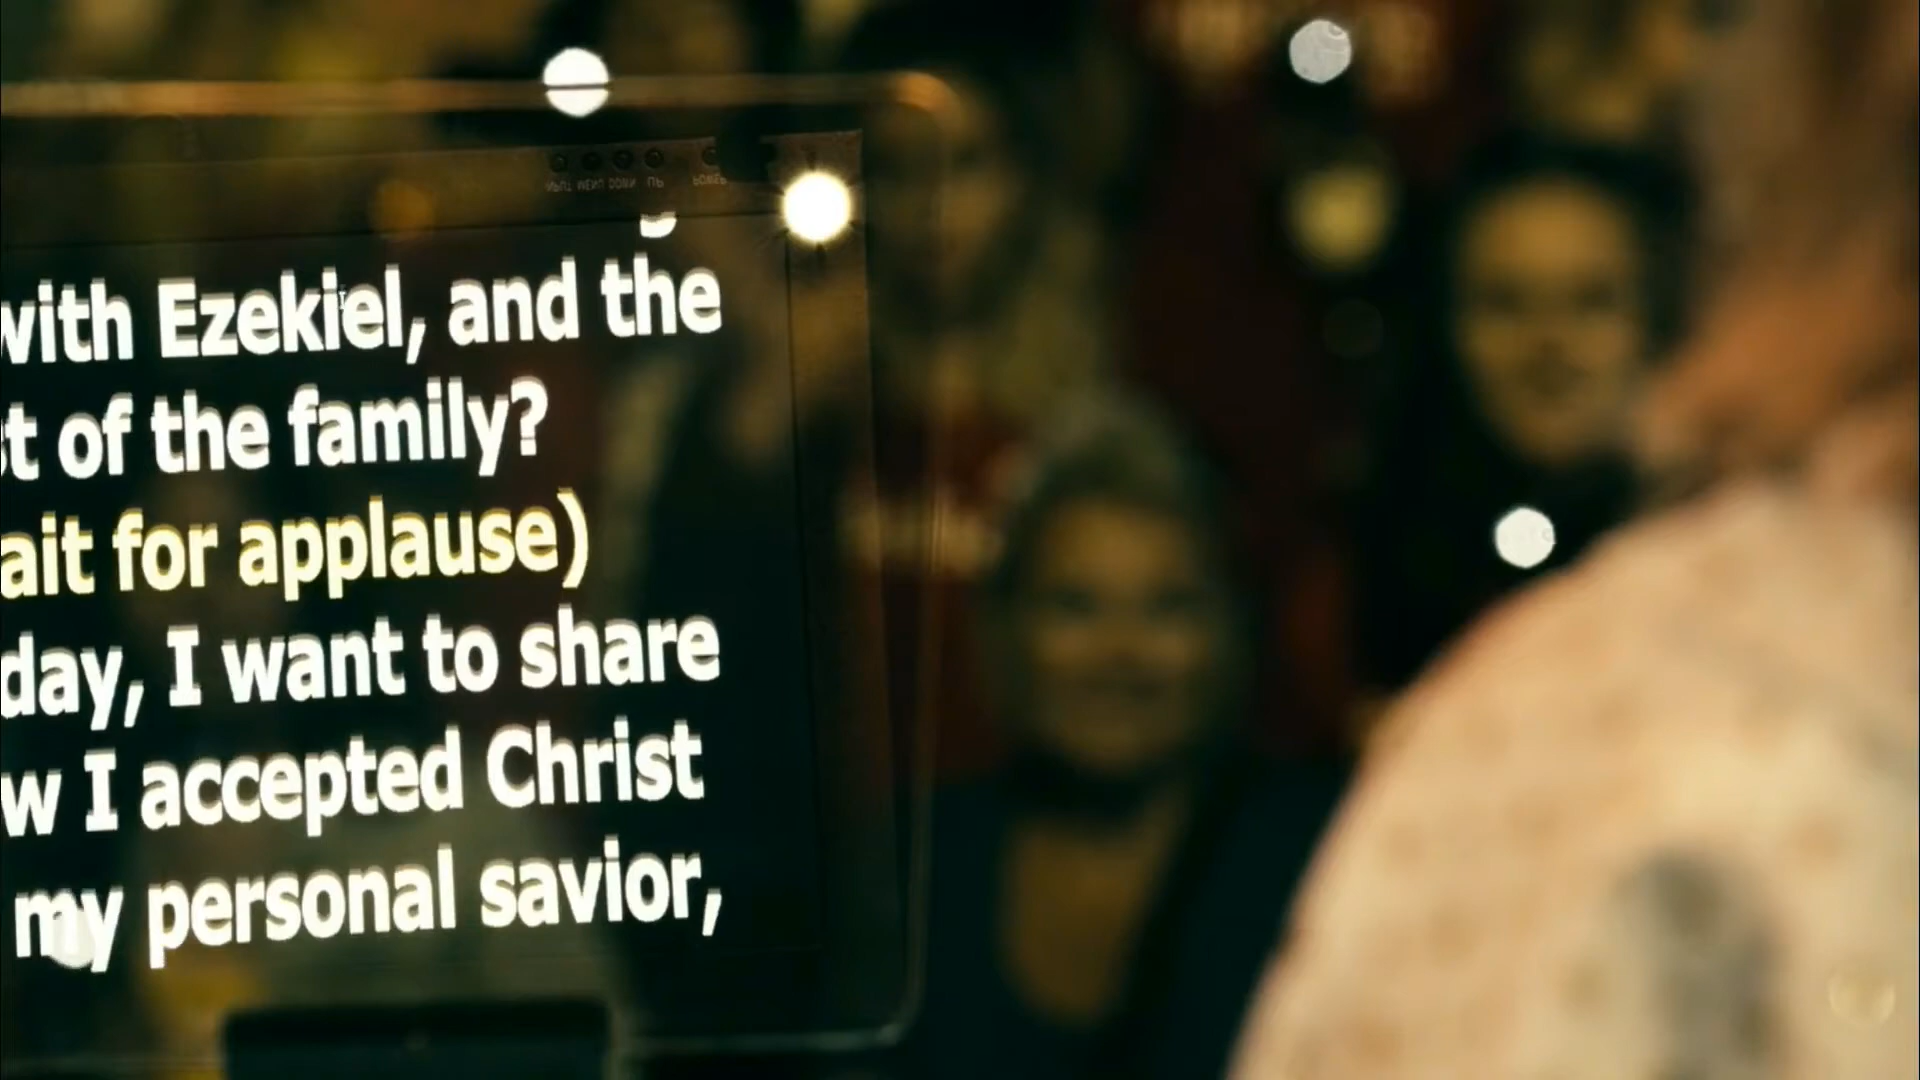 with Ezekiel, and the
t of the family?
ait for applause)
day, I want to share
w I accepted Christ
my personal savior,